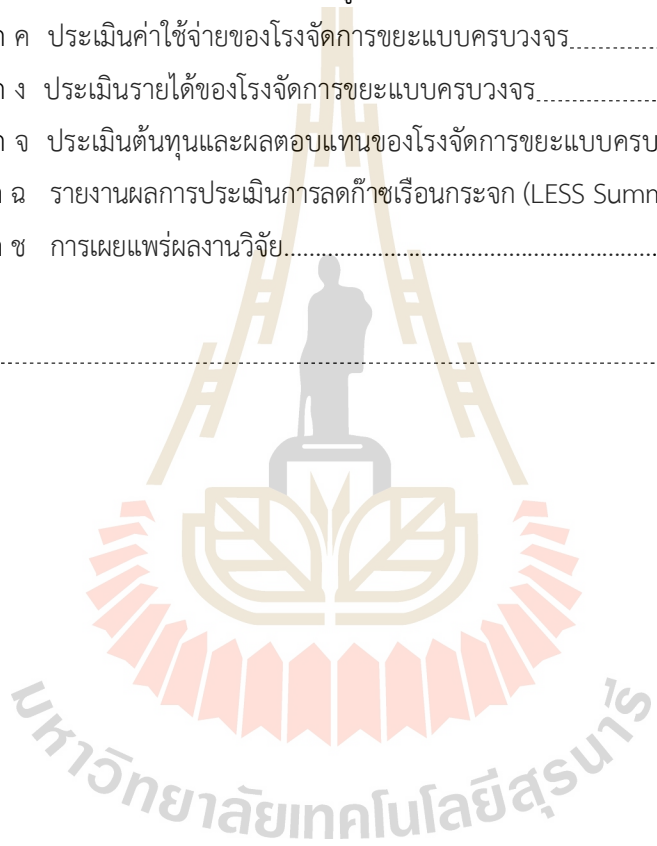 ค ประเมินค่าใช้จ่ายของโรงจัดการขยะแบบครบวงจร
ง ประเมินรายได้ของโรงจัดการขยะแบบครบวงจร
จ ประเมินต้นทุนและผลตอบแทนของโรงจัดการขยะแบบครบ
ฉ รายงานผลการประเมินการลดก๊าซเรือนกระจก (LESS
ช การเผยแพร่ผลงานวิจัย
มหาวิทยาลัยเทคโนโลยีสุรนารี